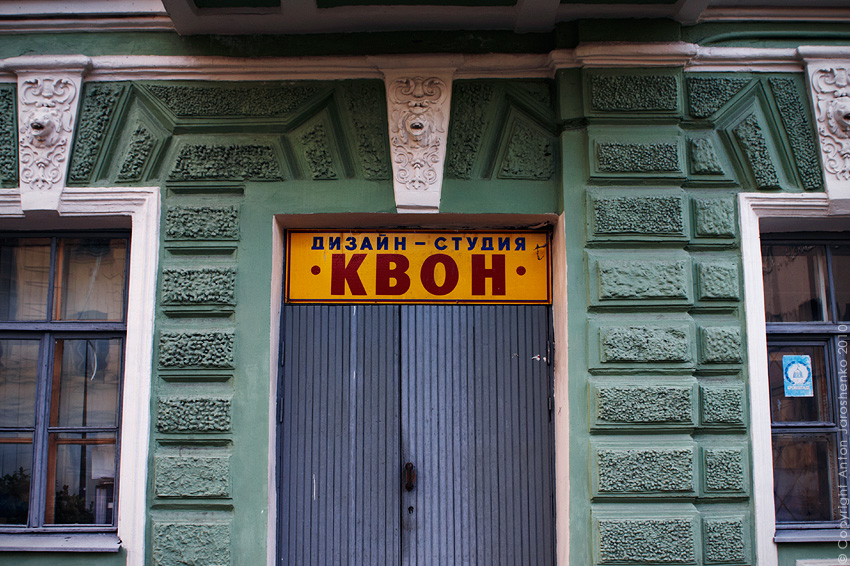 ДИЗАЙН – СТУДИЯ
· КВОН ·
© Copyright Anton Jaroshenko 2010